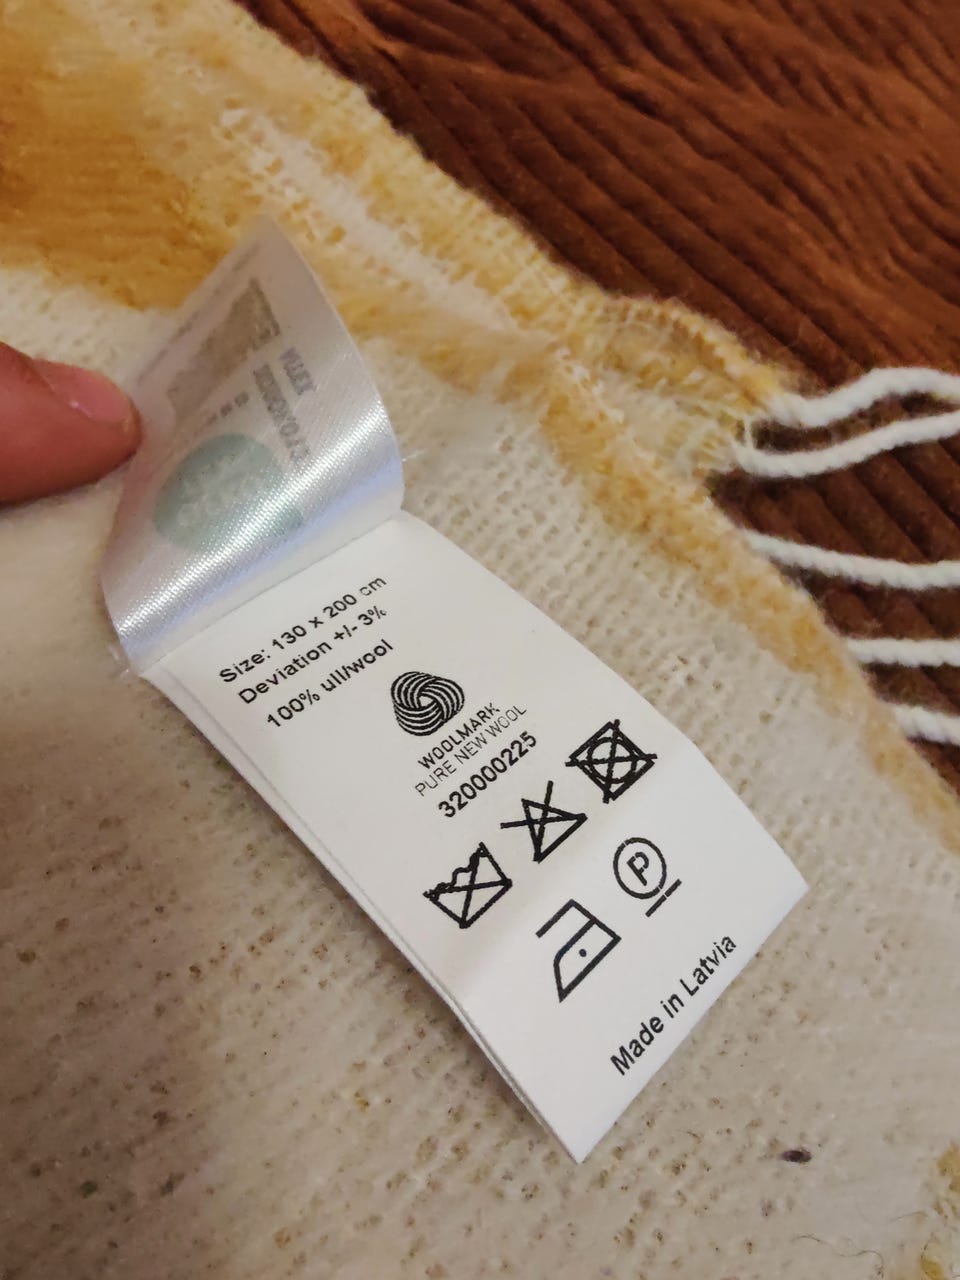 Size: 130 x 200 cm
Deviation +/- 3%
100% ull/wool
WOOLMARK
PURE NEW WOOL
320000225
P
Made in Latvia